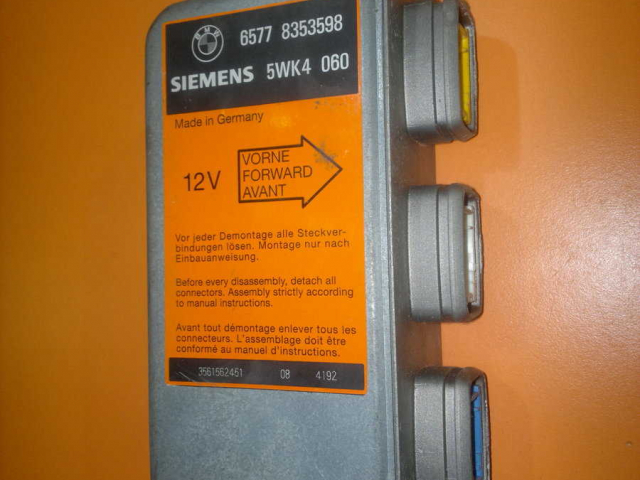 BMW
6577 8353598
SIEMENS 5WK4 060
Made in Germany
12V
VORNE
FORWARD
AVANT
Vor jeder Demontage alle Steckver-
bindungen lösen. Montage nur nach
Einbauanweisung.
Before every disassembly, detach all
connectors. Assembly strictly according
to manual instructions.
Avant tout démontage enlever tous les
connecteurs. L'assemblage doit être
conformé au manuel d'instructions.
3561562461 08 4192